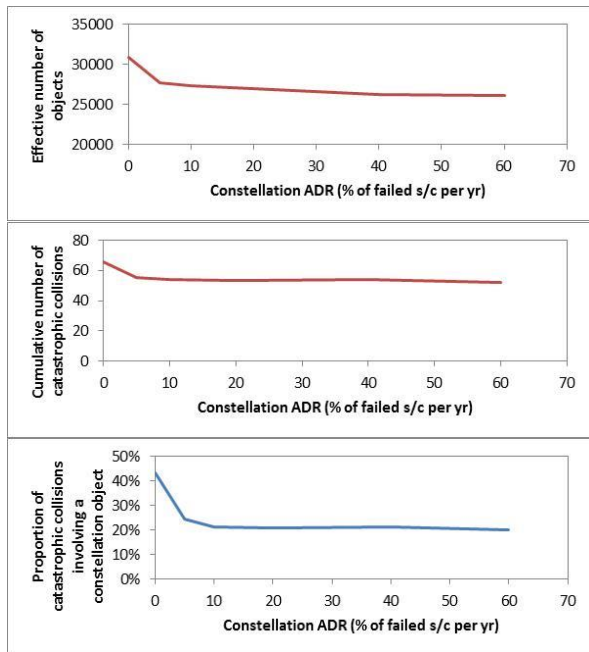 Effective number of
objects
35000
30000
25000
20000
0 10 20 30 40 50 60 70
Constellation ADR (% of failed s/c per yr)
Cumulative number of
catastrophic collisions
80
60
40
20
0
0 10 20 30 40 50 60 70
Constellation ADR (% of failed s/c per yr)
Proportion of
catastrophic collisions
involving a
constellation object
50%
40%
30%
20%
10%
0%
0 10 20 30 40 50 60 70
Constellation ADR (% of failed s/c per yr)